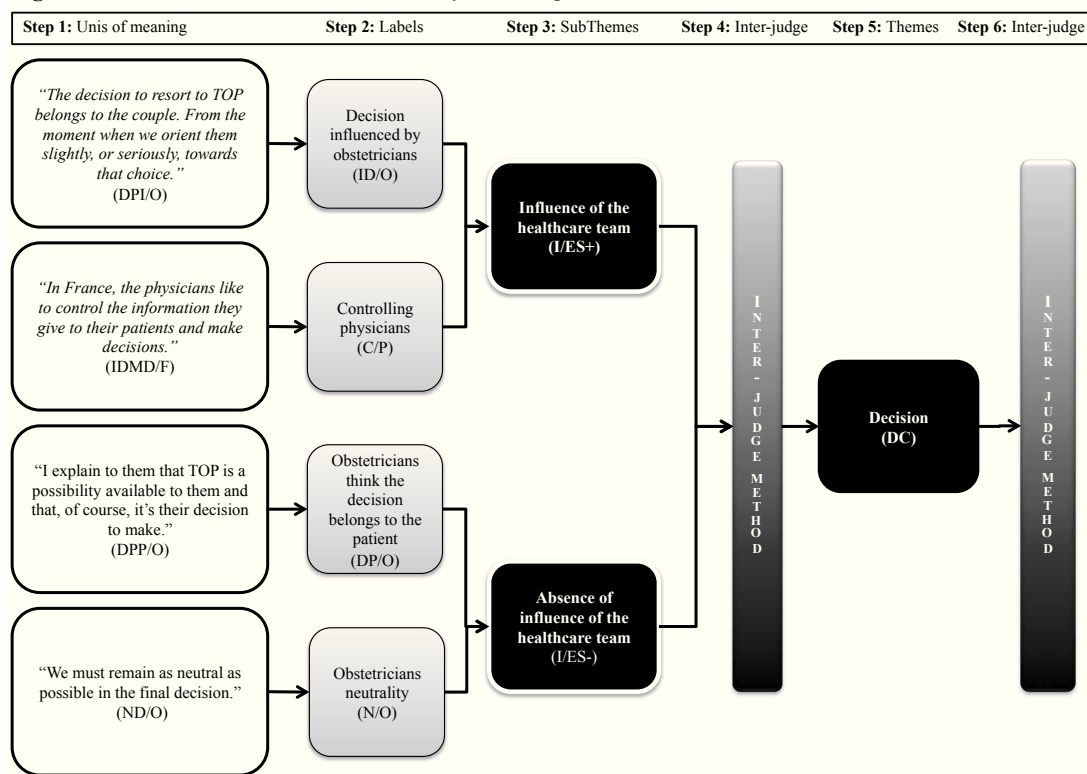 Step 1: Unis of meaning
Step 2: Labels
Step 3: SubThemes
Step 4: Inter-judge
Step 5: Themes
Step 6: Inter-judge
“The decision to resort to TOP
belongs to the couple. From the
moment when we orient them
slightly, or seriously, towards
that choice.”
(DPI/O)
Decision
influenced by
obstetricians
(ID/O)
“In France, the physicians like
to control the information they
give to their patients and make
decisions.”
(IDMD/F)
Controlling
physicians
(C/P)
Influence of the
healthcare team
(I/ES+)
“I explain to them that TOP is a
possibility available to them and
that, of course, it’s their decision
to make.”
(DPP/O)
Obstetricians
think the
decision
belongs to the
patient
(DP/O)
“We must remain as neutral as
possible in the final decision.”
(ND/O)
Obstetricians
neutrality
(N/O)
Absence of
influence of the
healthcare team
(I/ES-)
INTER-JUDGE METHOD
Decision
(DC)
INTER-JUDGE METHOD